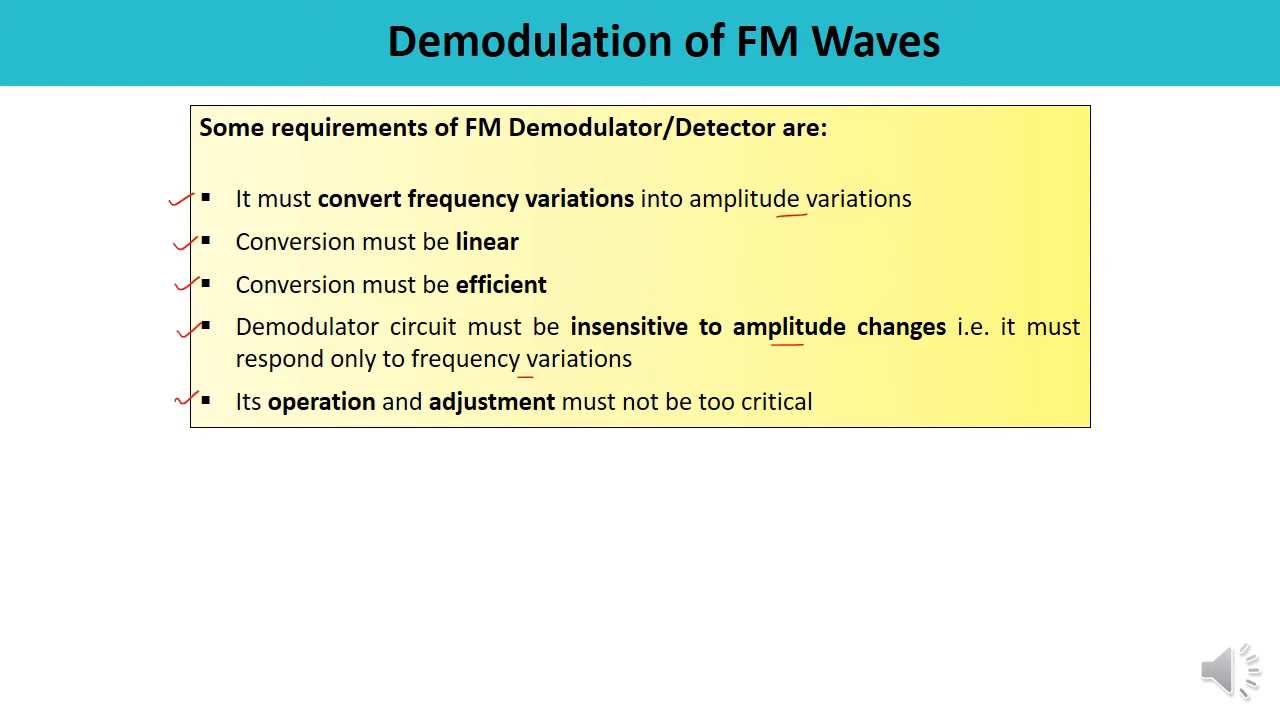 Demodulation of FM Waves
Some requirements of FM Demodulator/Detector are:
▪ It must convert frequency variations into amplitude variations
▪ Conversion must be linear
▪ Conversion must be efficient
▪ Demodulator circuit must be insensitive to amplitude changes i.e. it must
respond only to frequency variations
▪ Its operation and adjustment must not be too critical